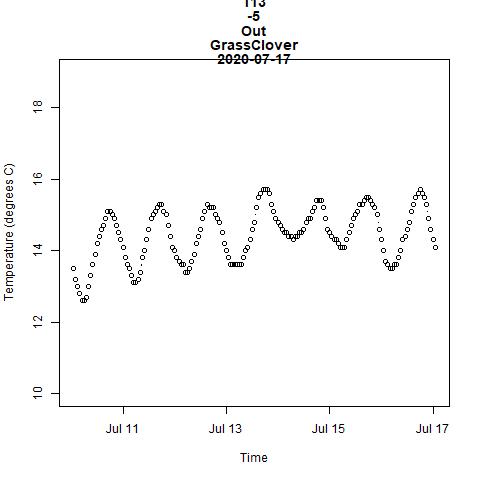 113
-5
Out
GrassClover
2020-07-17
Temperature (degrees C)
18
16
14
12
10
Jul 11
Jul 13
Jul 15
Jul 17
Time